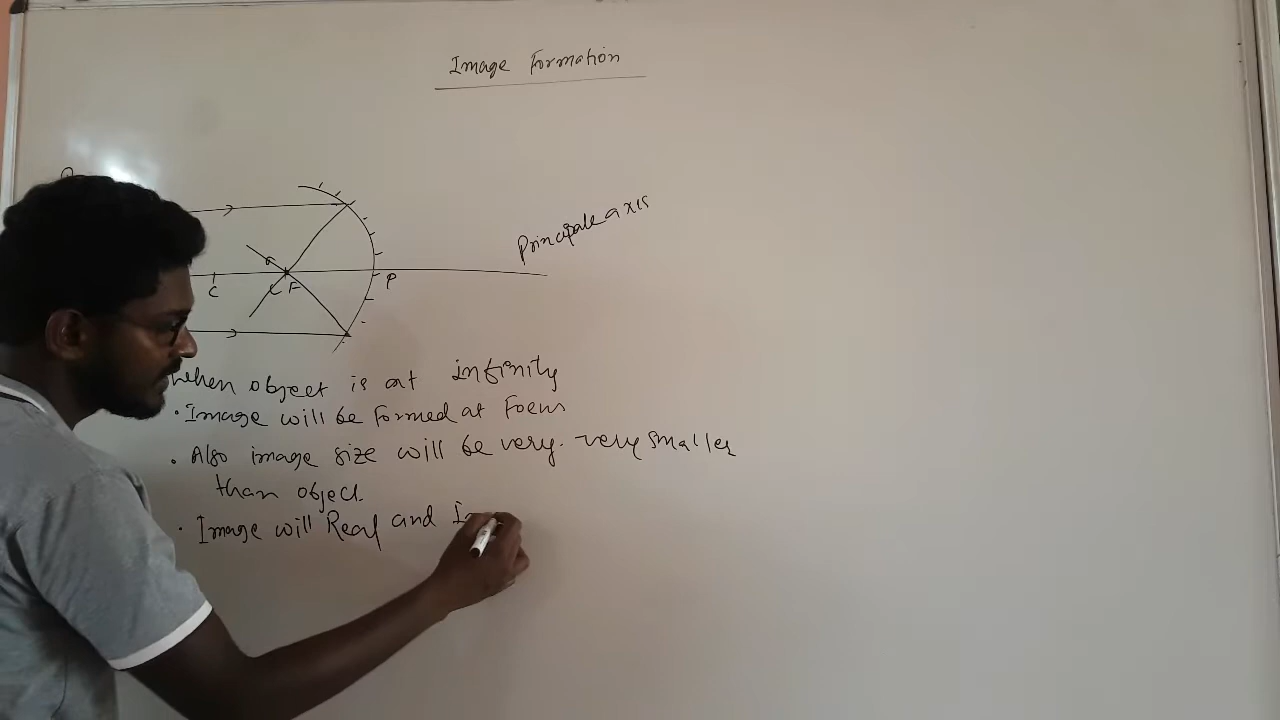 Image Formation
Principale axis
C
F
P
when object is at infinity
· Image will be formed at Focus
· Also image size will be very. very smaller
than object.
· Image will Real and